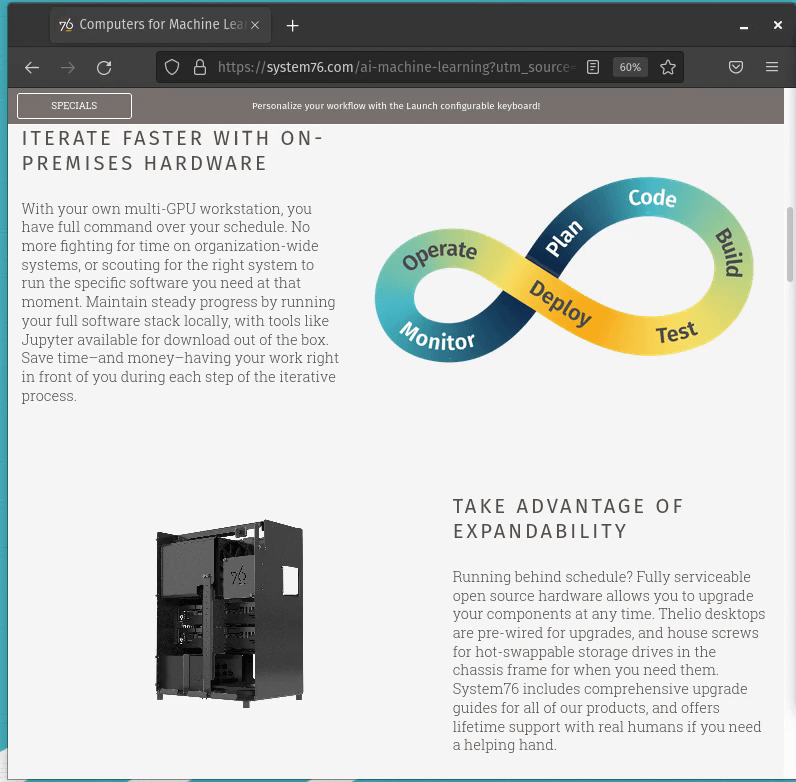 76 Computers for Machine Lea
https://system76.com/ai-machine-learning?utm_source=
60%
SPECIALS
Personalize your workflow with the Launch configurable keyboard!
ITERATE FASTER WITH ON-
PREMISES HARDWARE
With your own multi-GPU workstation, you
have full command over your schedule. No
more fighting for time on organization-wide
systems, or scouting for the right system to
run the specific software you need at that
moment. Maintain steady progress by running
your full software stack locally, with tools like
Jupyter available for download out of the box.
Save time–and money–having your work right
in front of you during each step of the iterative
process.
Plan
Code
Build
Test
Deploy
Operate
Monitor
76
TAKE ADVANTAGE OF
EXPANDABILITY
Running behind schedule? Fully serviceable
open source hardware allows you to upgrade
your components at any time. Thelio desktops
are pre-wired for upgrades, and house screws
for hot-swappable storage drives in the
chassis frame for when you need them.
System76 includes comprehensive upgrade
guides for all of our products, and offers
lifetime support with real humans if you need
a helping hand.